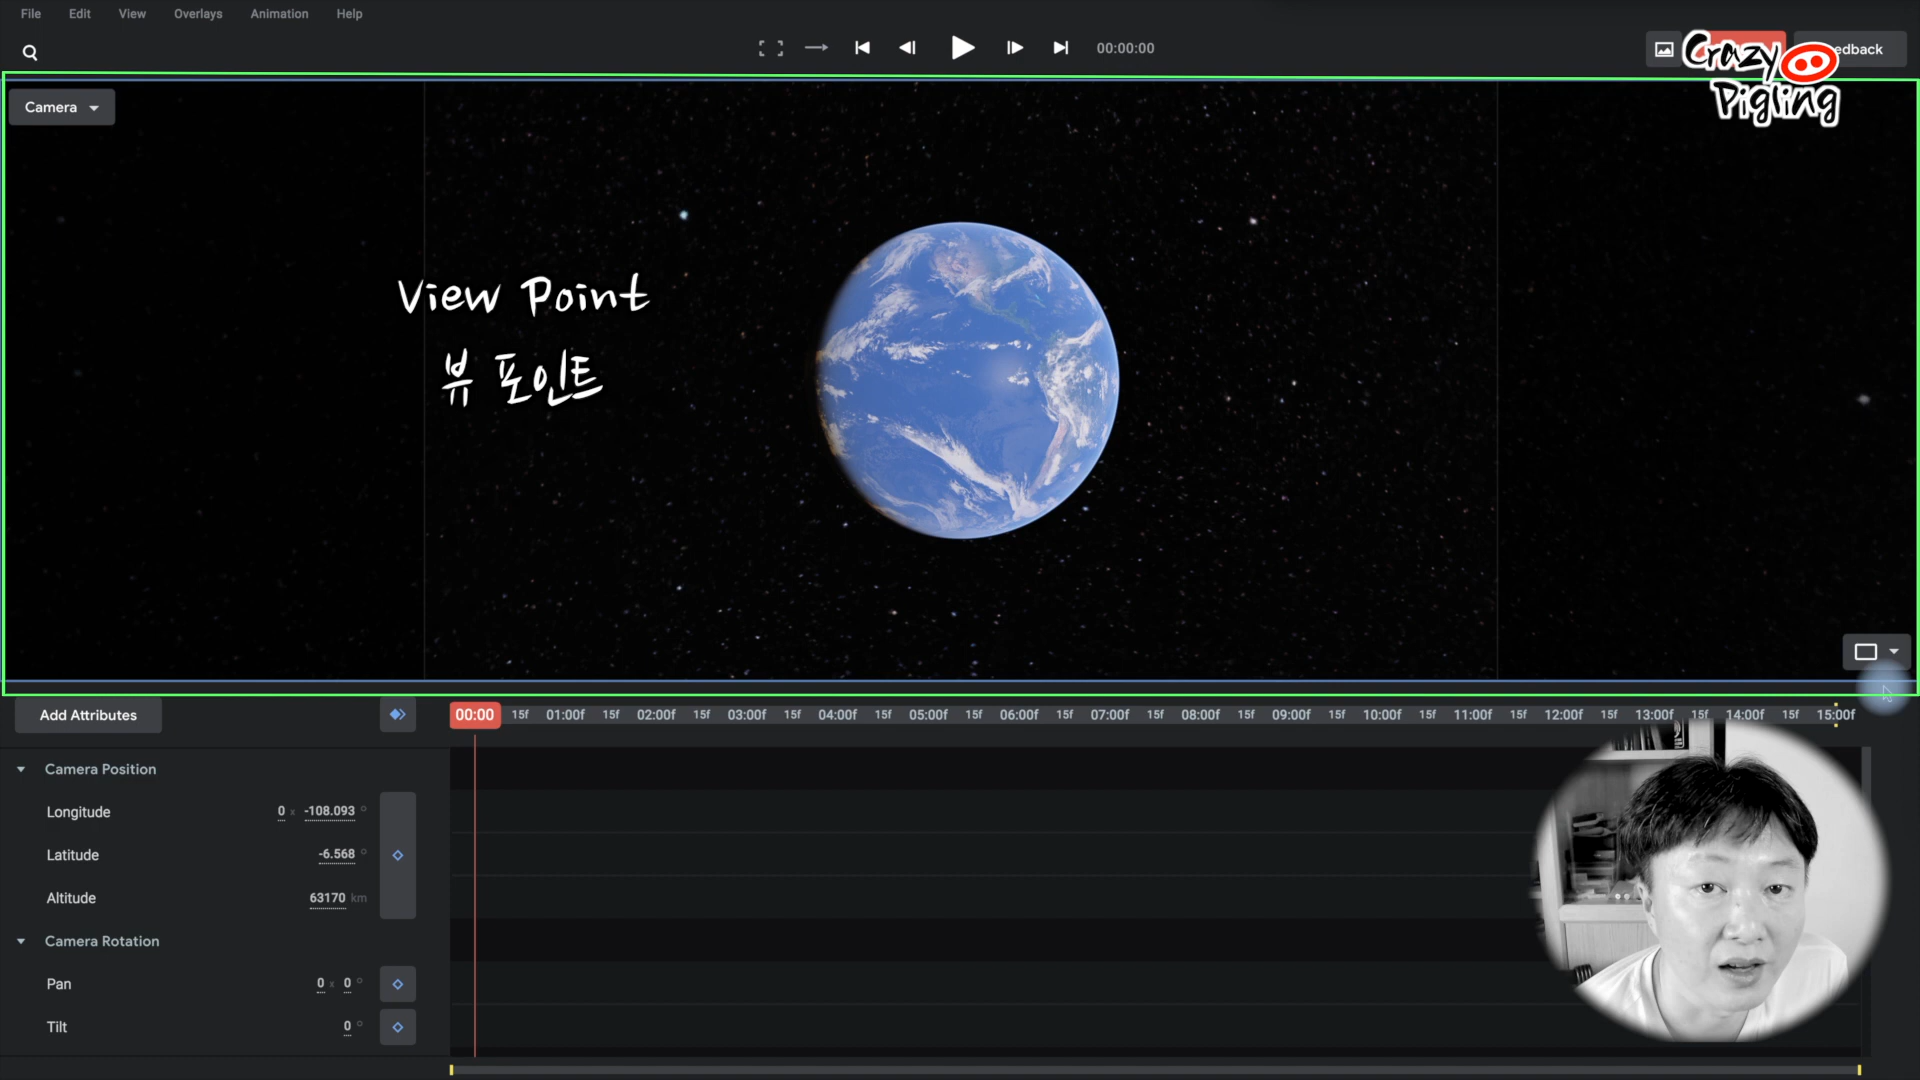 File Edit View Overlays Animation Help
00:00:00
edback
Crazy
Pigling
Camera
View Point
뷰 포인트
Add Attributes
00:00 15f 01:00f 15f 02:00f 15f 03:00f 15f 04:00f 15f 05:00f 15f 06:00f 15f 07:00f 15f 08:00f 15f 09:00f 15f 10:00f 15f 11:00f 15f 12:00f 15f 13:00f 15f 14:00f 15f 15:00f
Camera Position
Longitude 0 x -108.093 °
Latitude -6.568 °
Altitude 63170 km
Camera Rotation
Pan 0 x 0 °
Tilt 0 °